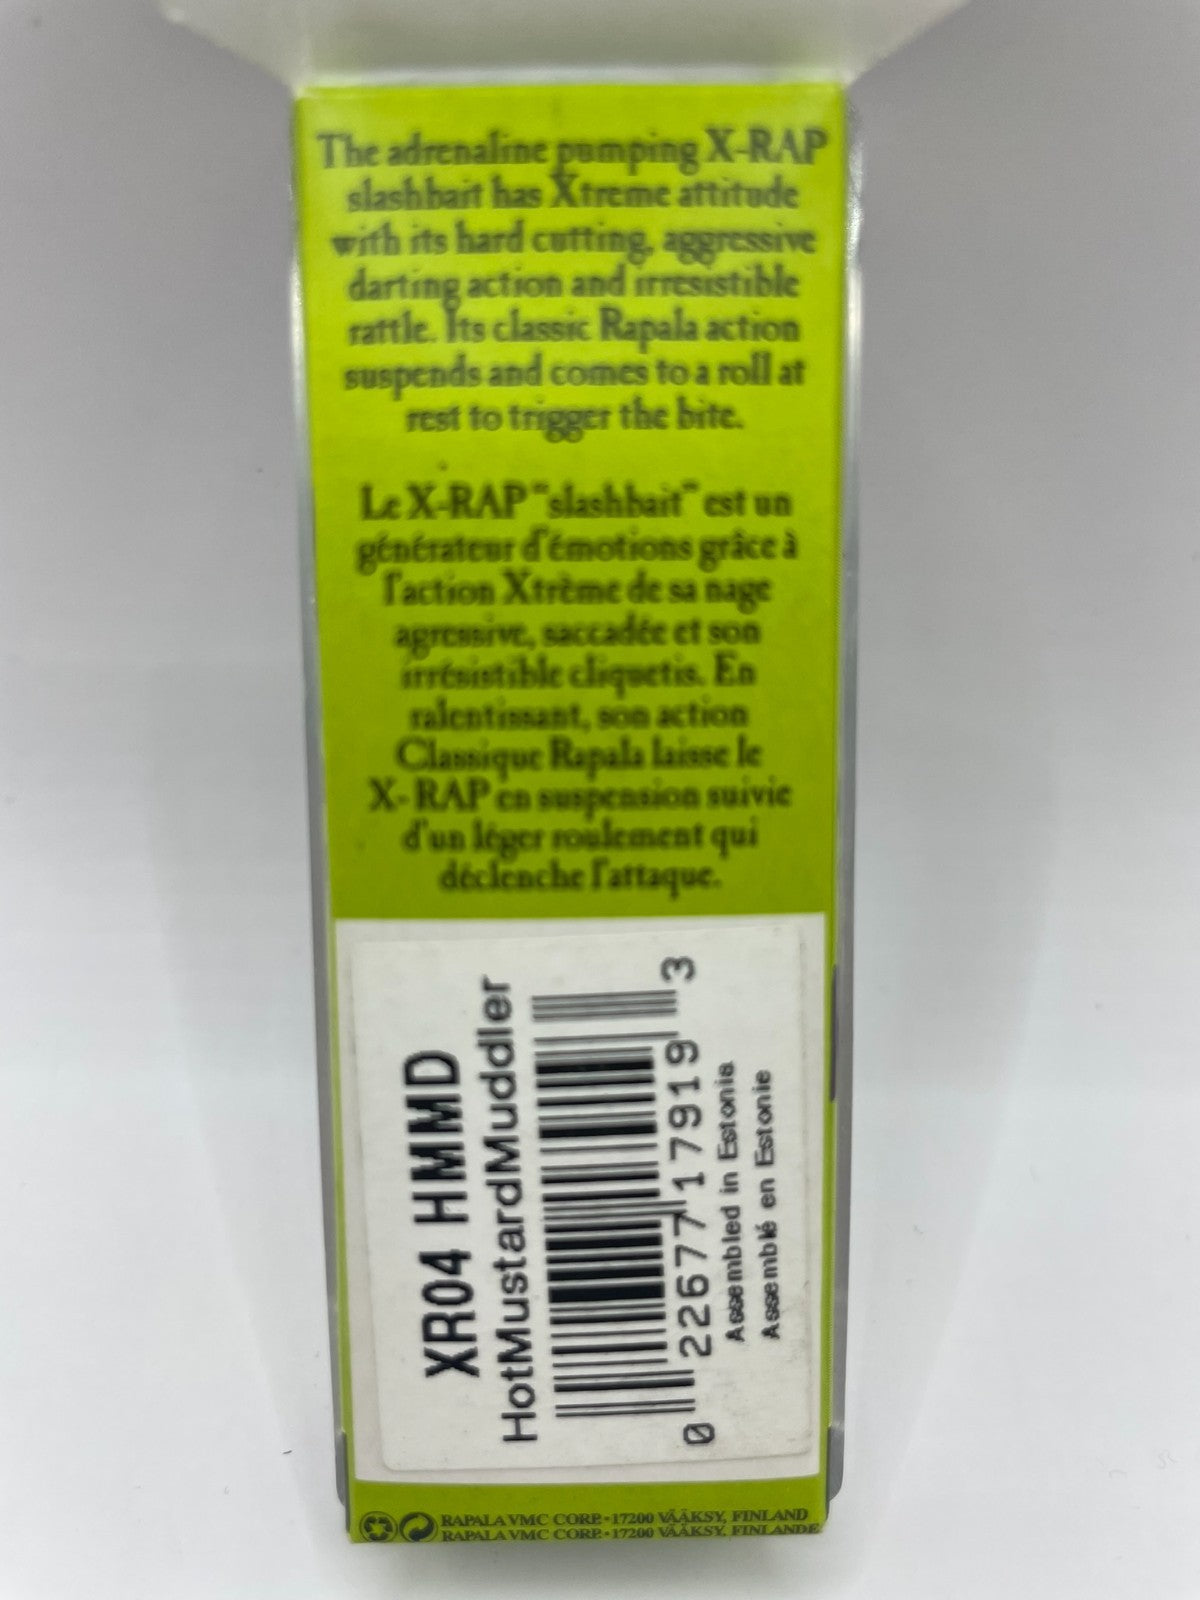 The adrenaline pumping X-RAP
slashbait has Xtreme attitude
with its hard cutting, aggressive
darting action and irresistible
rattle. Its classic Rapala action
suspends and comes to a roll at
rest to trigger the bite.
Le X-RAP "slashbait" est un
générateur d'émotions grâce à
l'action Xtrème de sa nage
agressive, saccadée et son
irrésistible cliquetis. En
ralentissant, son action
Classique Rapala laisse le
X-RAP en suspension suivie
d'un léger roulement qui
déclenche l'attaque.
XR04 HMMD
HotMustardMuddler
0 22677 17919 3
Assembled in Estonia
Assemblé en Estonie
RAPALA VMC CORP. • 17200 VÄÄKSY, FINLAND
RAPALA VMC CORP. • 17200 VÄÄKSY, FINLANDE